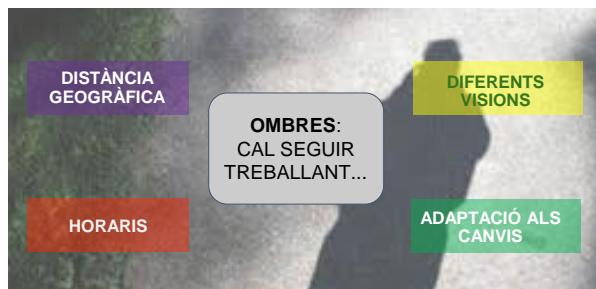 DISTÀNCIA
GEOGRÀFICA
DIFERENTS
VISIONS
OMBRES:
CAL SEGUIR
TREBALLANT...
HORARIS
ADAPTACIÓ ALS
CANVIS